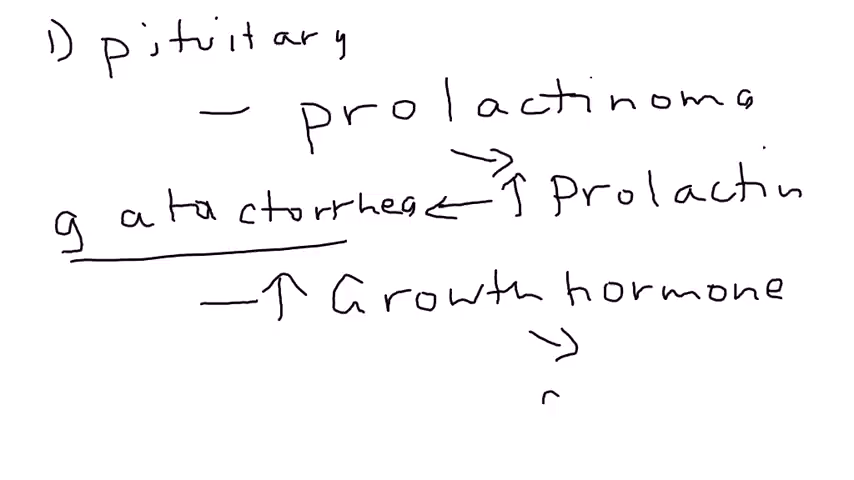 1) pituitary
— prolactinoma
→
galactorrhea ← ↑ Prolactin
— ↑ Growth hormone
→